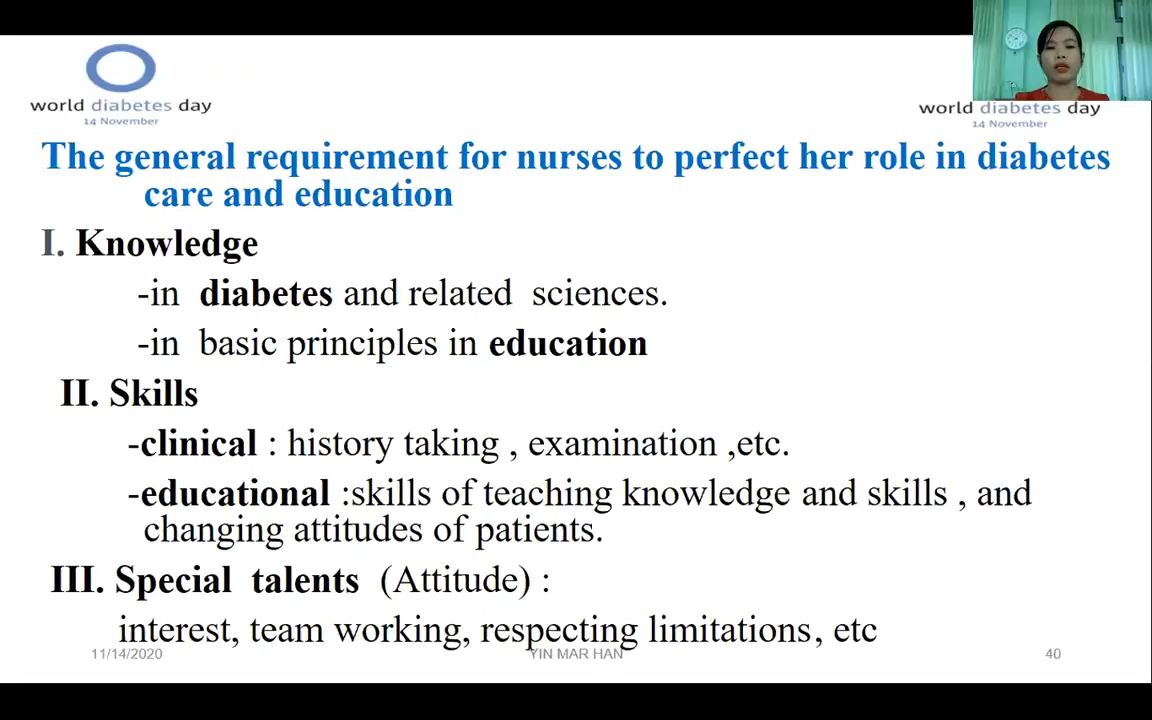 world diabetes day
14 November
world diabetes day
14 November
The general requirement for nurses to perfect her role in diabetes
care and education
I. Knowledge
-in diabetes and related sciences.
-in basic principles in education
II. Skills
-clinical : history taking , examination ,etc.
-educational :skills of teaching knowledge and skills , and
changing attitudes of patients.
III. Special talents (Attitude) :
interest, team working, respecting limitations, etc
11/14/2020
YIN MAR HAN
40